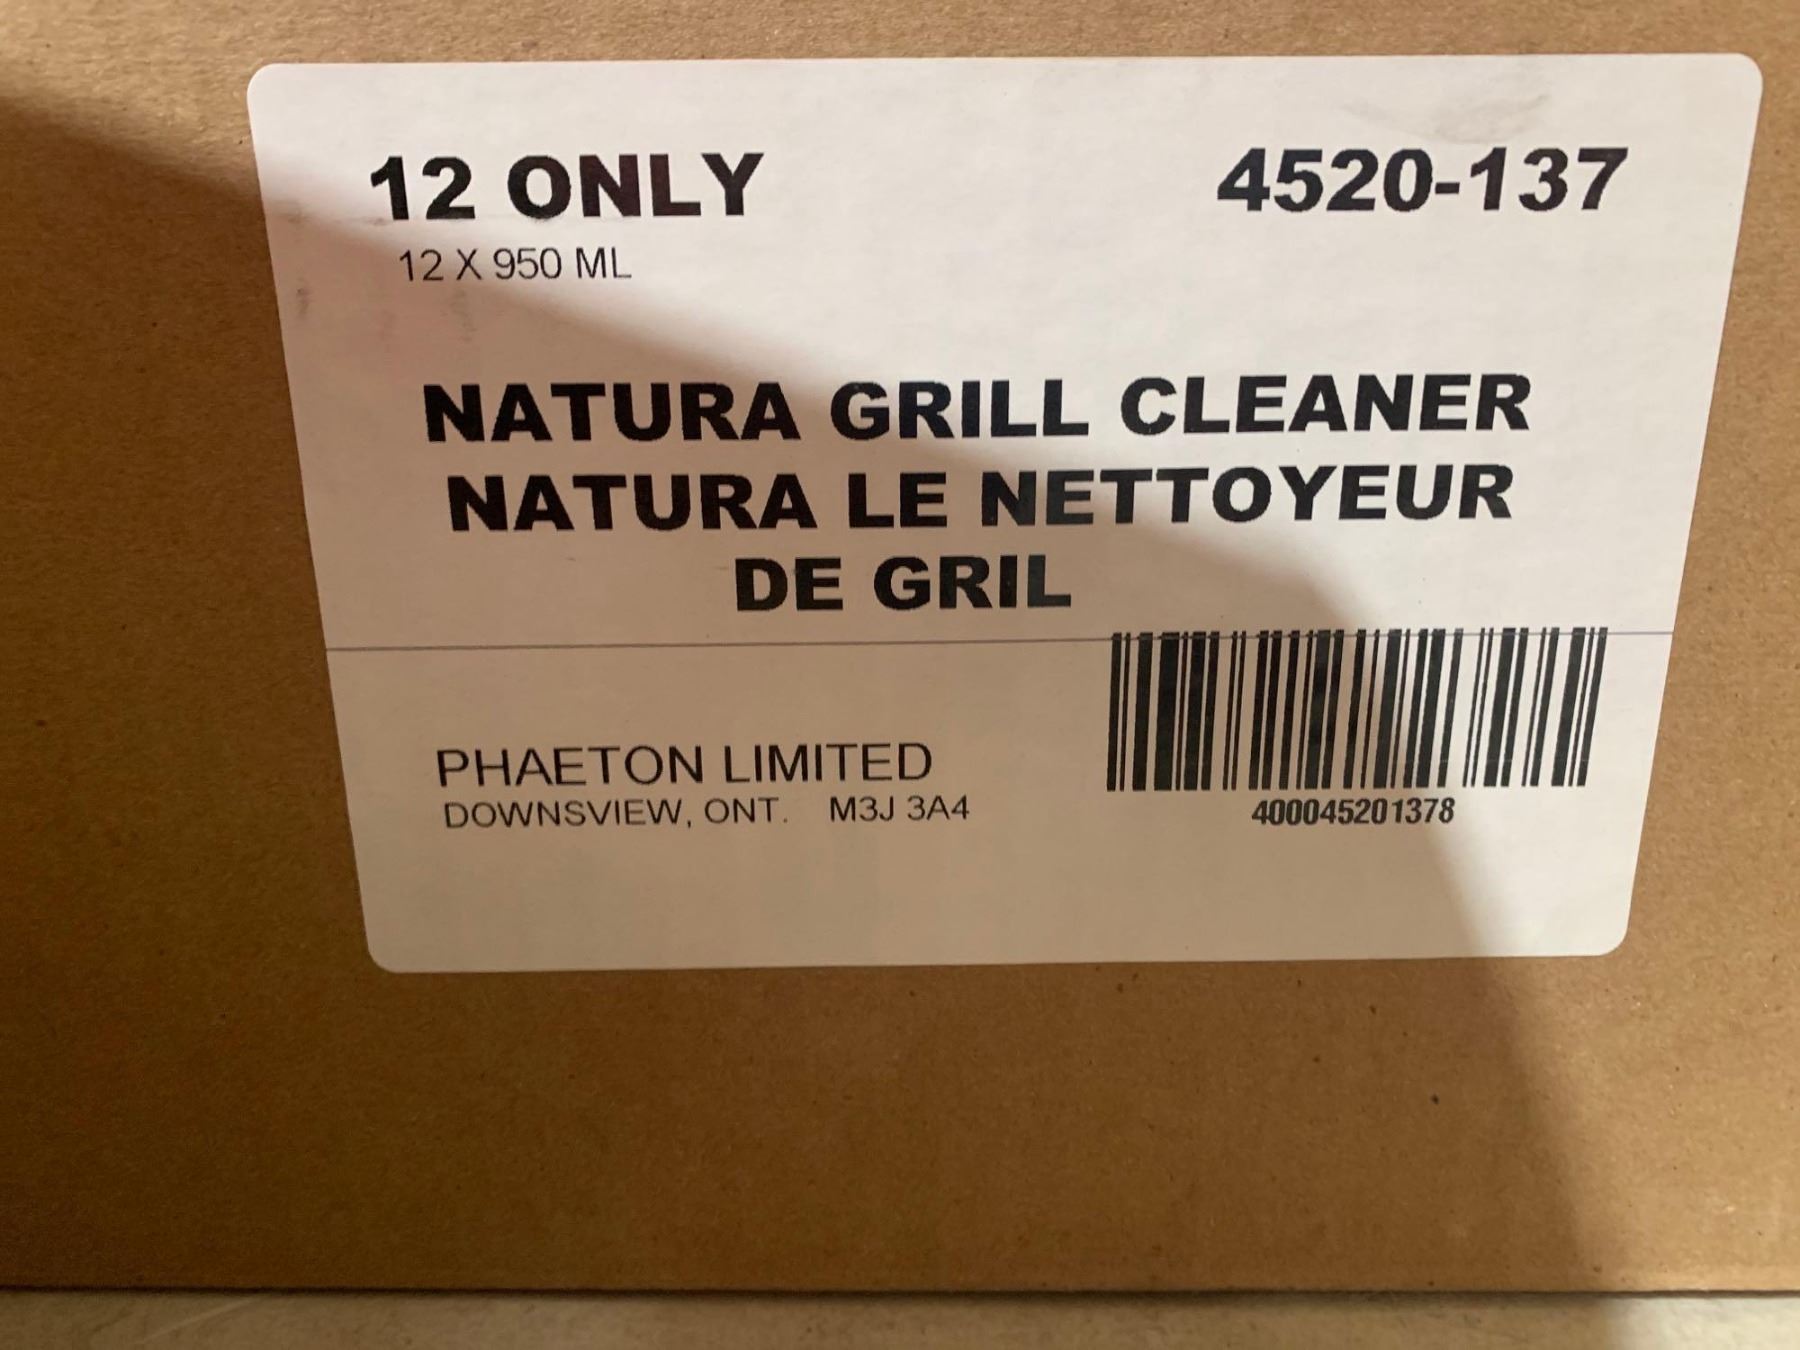 12 ONLY 4520-137
12 X 950 ML
NATURA GRILL CLEANER
NATURA LE NETTOYEUR
DE GRIL
PHAETON LIMITED
DOWNSVIEW, ONT. M3J 3A4
400045201378